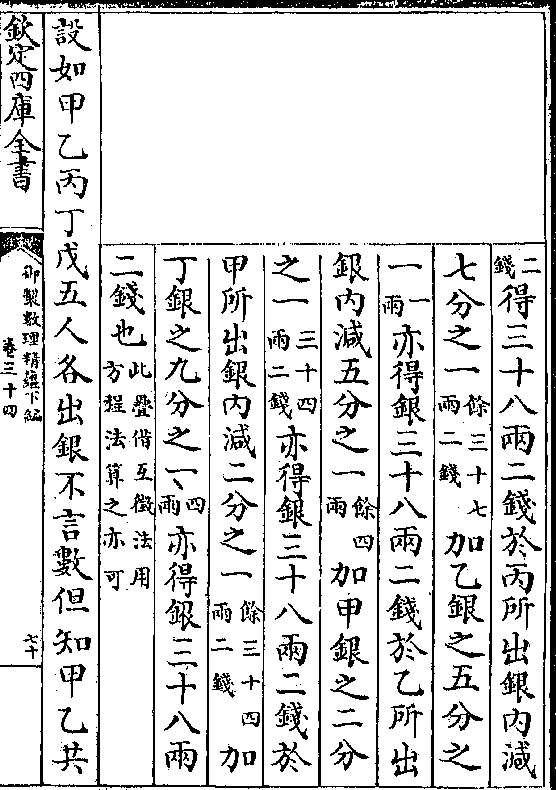 二錢得三十八兩二錢於丙所出銀内減
七分之一餘三十七兩二錢加乙銀之五分之
一一兩亦得銀三十八兩二錢於乙所出
銀内減五分之一餘四兩加甲銀之二分
之一三十四兩二錢亦得銀三十八兩二錢於
甲所出銀内減二分之一餘三十四兩二錢加
丁銀之九分之一、四兩亦得銀三十八兩
二錢也此疊借互徵法用方程法算之亦可
設如甲乙丙丁戊五人各出銀不言數但知甲乙共
欽定四庫全書
御製數理精藴下編
卷三十四